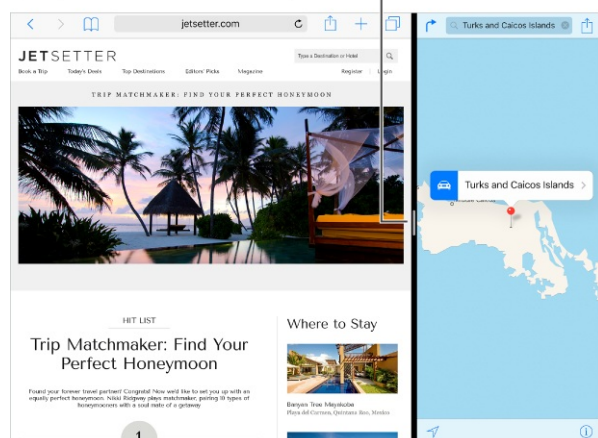 jetsetter.com
JETSETTER
Type a Destination or Hotel
Book a Trip Today's Deals Top Destinations Editors' Picks Magazine Register Login
TRIP MATCHMAKER: FIND YOUR PERFECT HONEYMOON
HIT LIST
Trip Matchmaker: Find Your
Perfect Honeymoon
Found your forever travel partner? Congrats! Now we'd like to set you up with an
equally perfect honeymoon. Nikki Ridgway plays matchmaker, pairing 10 types of
honeymooners with a soul mate of a getaway
1
Where to Stay
Banyan Tree Mayakoba
Playa del Carmen, Quintana Roo, Mexico
Turks and Caicos Islands
Turks and Caicos Islands